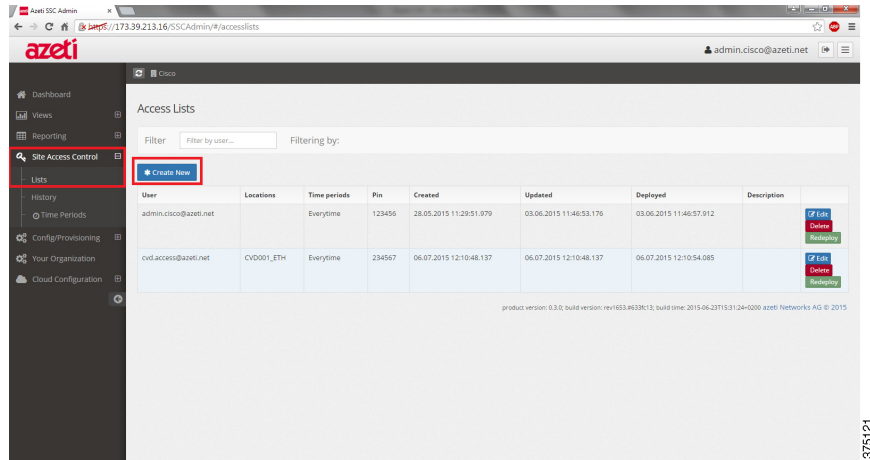 Azeti SSC Admin
https://173.39.213.16/SSCAdmin/#/accesslists
azeti
admin.cisco@azeti.net
Cisco
Dashboard
Views
Reporting
Site Access Control
Lists
History
Time Periods
Config/Provisioning
Your Organization
Cloud Configuration
Access Lists
Filter Filter by user... Filtering by:
Create New
User Locations Time periods Pin Created Updated Deployed Description
admin.cisco@azeti.net Everytime 123456 28.05.2015 11:29:51.979 03.06.2015 11:46:53.176 03.06.2015 11:46:57.912 Edit
Delete
Redeploy
cvd.access@azeti.net CVD001_ETH Everytime 234567 06.07.2015 12:10:48.137 06.07.2015 12:10:48.137 06.07.2015 12:10:54.085 Edit
Delete
Redeploy
product version: 0.3.0; build version: rev1653.#633fc13; build time: 2015-06-23T15:31:24+0200 azeti Networks AG © 2015
375121